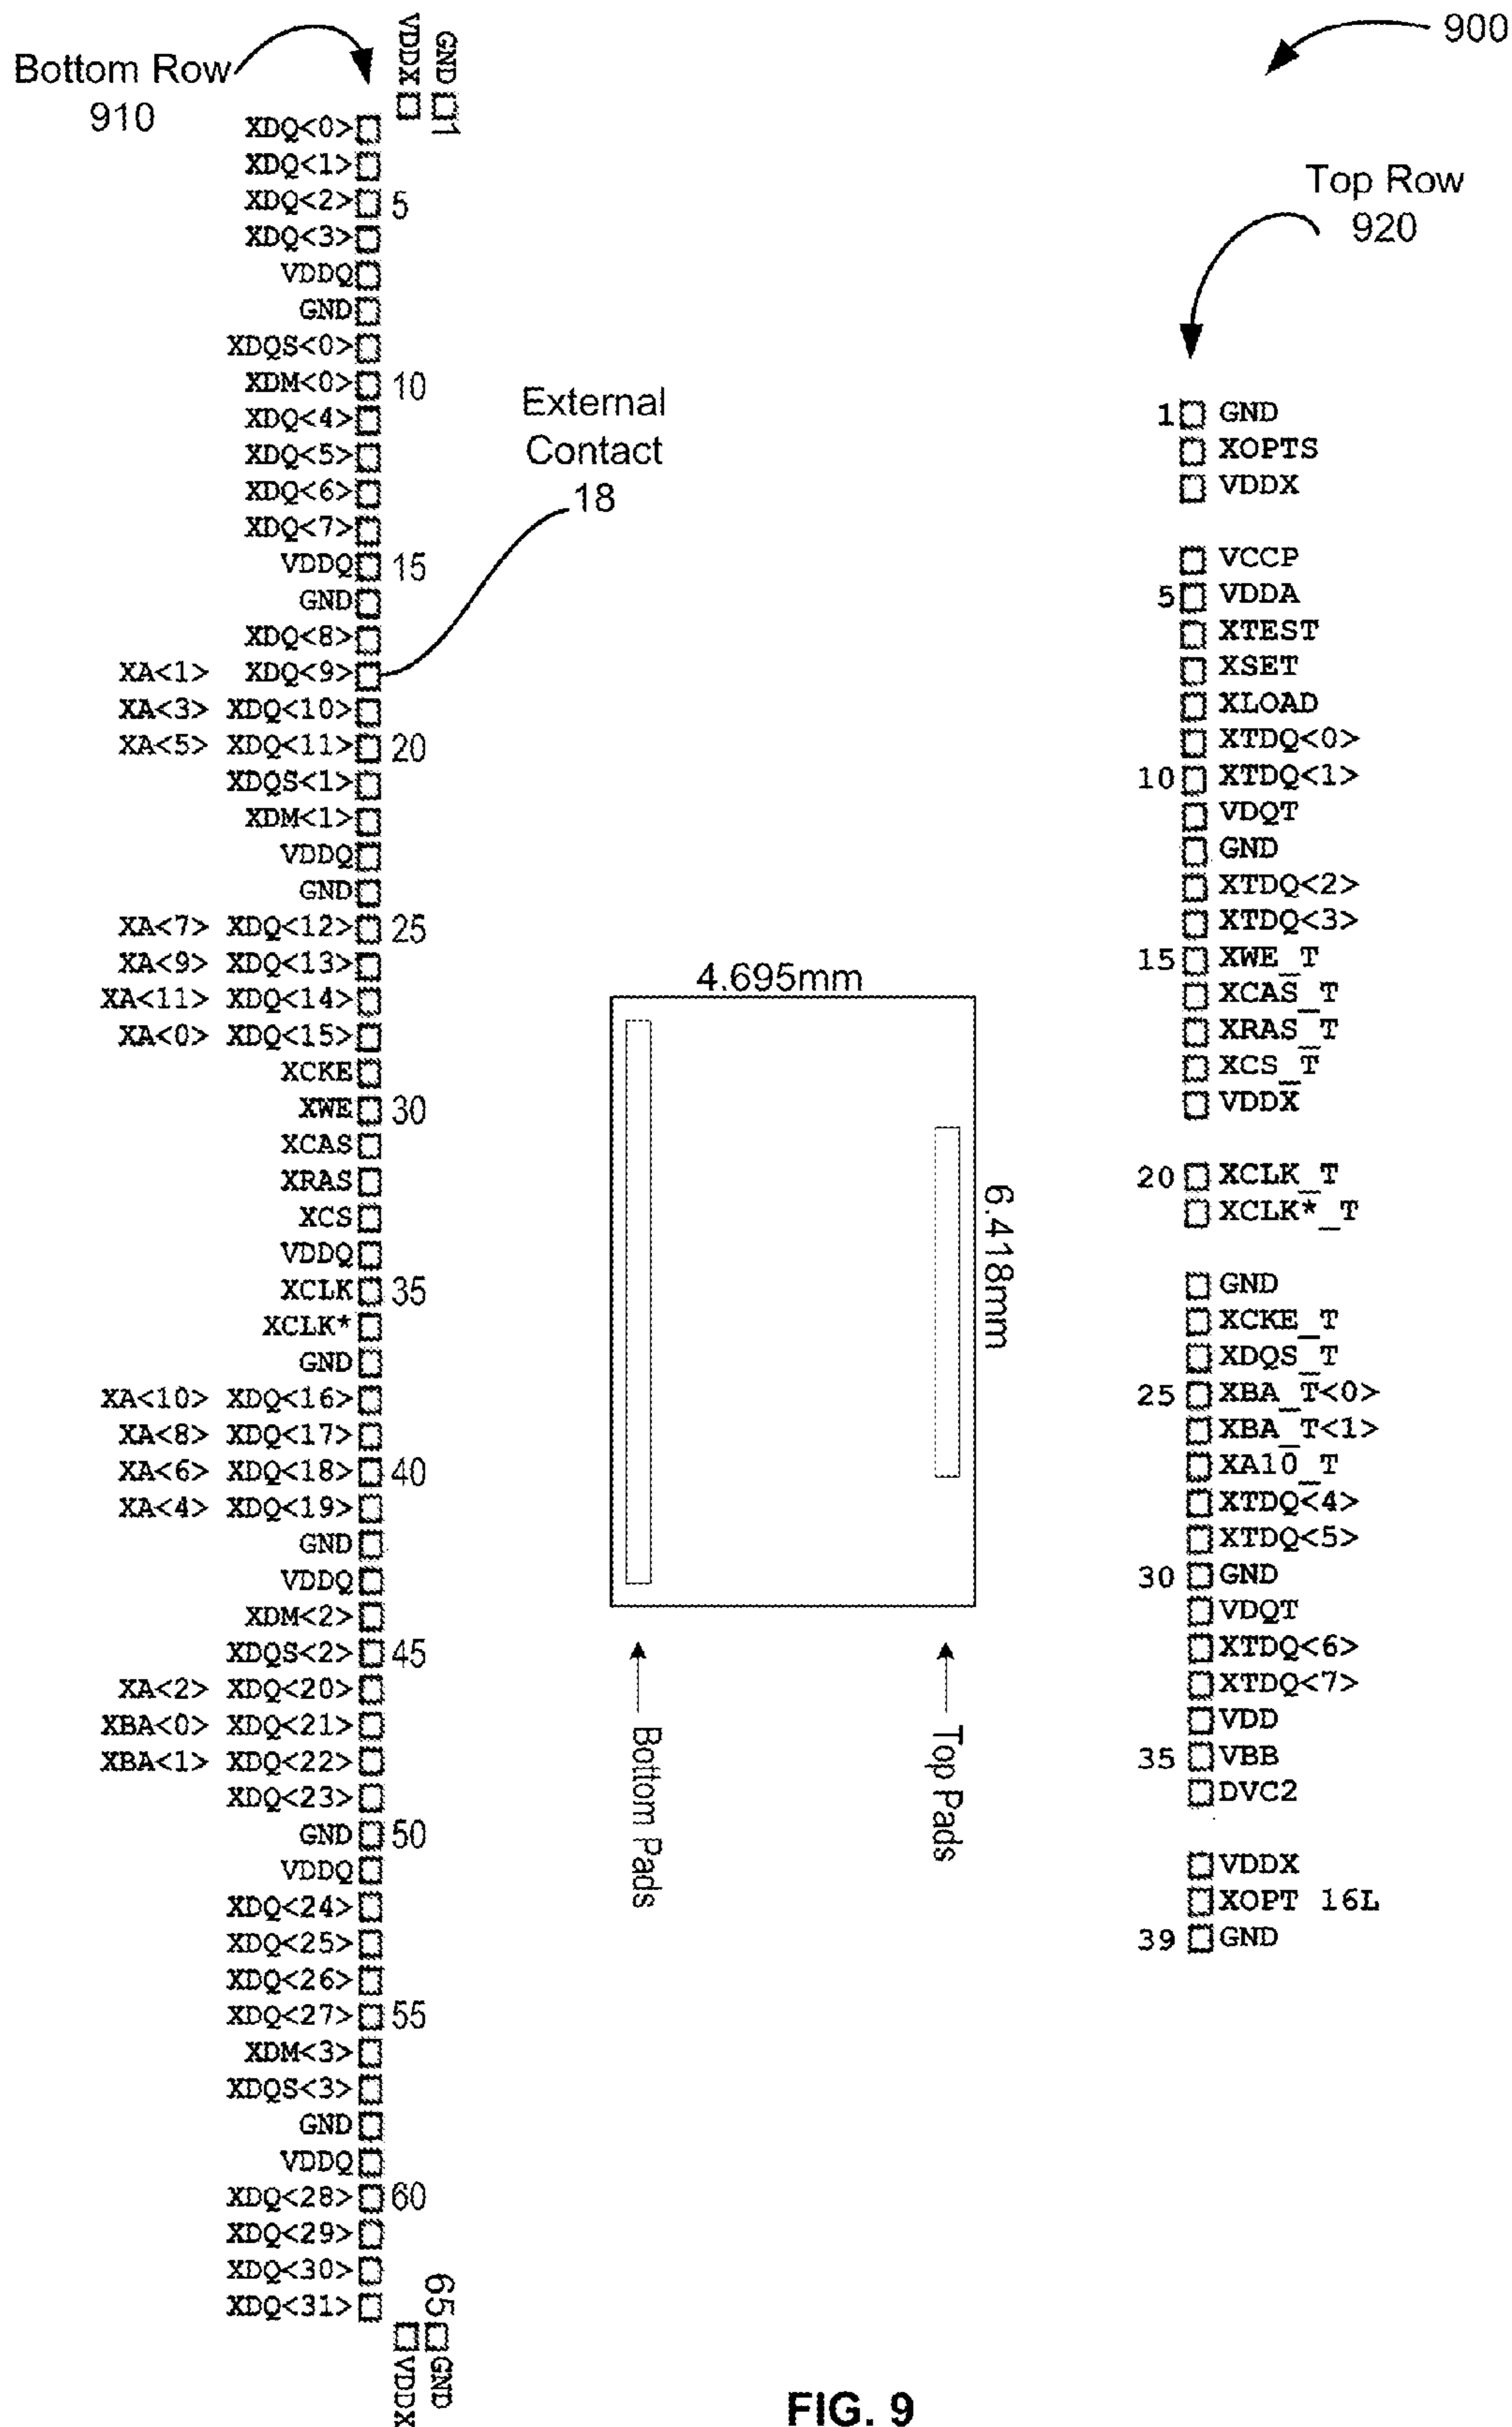 900
Bottom Row
910
VDDX
GND
1
XDQ<0>
XDQ<1>
XDQ<2> 5
XDQ<3>
VDDQ
GND
XDQS<0>
XDM<0> 10
XDQ<4>
XDQ<5>
XDQ<6>
XDQ<7>
VDDQ 15
GND
XDQ<8>
XA<1> XDQ<9>
XA<3> XDQ<10>
XA<5> XDQ<11> 20
XDQS<1>
XDM<1>
VDDQ
GND
XA<7> XDQ<12> 25
XA<9> XDQ<13>
XA<11> XDQ<14>
XA<0> XDQ<15>
XCKE
XWE 30
XCAS
XRAS
XCS
VDDQ
XCLK 35
XCLK*
GND
XA<10> XDQ<16>
XA<8> XDQ<17>
XA<6> XDQ<18> 40
XA<4> XDQ<19>
GND
VDDQ
XDM<2>
XDQS<2> 45
XA<2> XDQ<20>
XBA<0> XDQ<21>
XBA<1> XDQ<22>
XDQ<23>
GND 50
VDDQ
XDQ<24>
XDQ<25>
XDQ<26>
XDQ<27> 55
XDM<3>
XDQS<3>
GND
VDDQ
XDQ<28> 60
XDQ<29>
XDQ<30>
XDQ<31>
65
GND
VDDX
External
Contact
18
4.695mm
6.418mm
Bottom Pads
Top Pads
Top Row
920
1 GND
XOPTS
VDDX
VCCP
5 VDDA
XTEST
XSET
XLOAD
XTDQ<0>
10 XTDQ<1>
VDQT
GND
XTDQ<2>
XTDQ<3>
15 XWE_T
XCAS_T
XRAS_T
XCS_T
VDDX
20 XCLK_T
XCLK*_T
GND
XCKE_T
XDQS_T
25 XBA_T<0>
XBA_T<1>
XA10_T
XTDQ<4>
XTDQ<5>
30 GND
VDQT
XTDQ<6>
XTDQ<7>
VDD
35 VBB
DVC2
VDDX
XOPT 16L
39 GND
FIG. 9